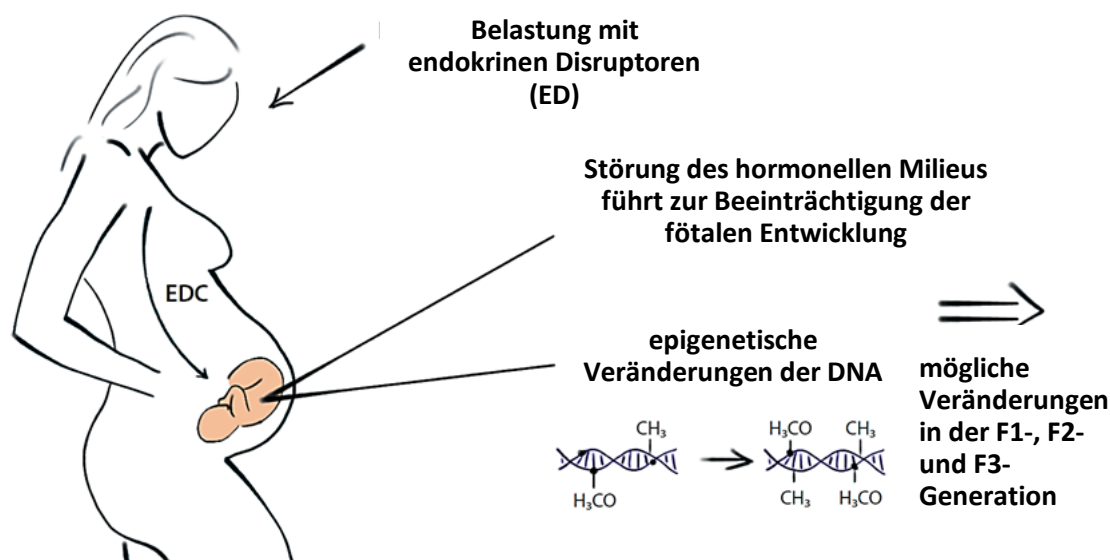 Belastung mit
endokrinen Disruptoren
(ED)
Störung des hormonellen Milieus
führt zur Beeinträchtigung der
fötalen Entwicklung
EDC
epigenetische
Veränderungen der DNA
mögliche
Veränderungen
in der F1-, F2-
und F3-
Generation
CH₃
H₃CO
H₃CO
CH₃
CH₃
H₃CO